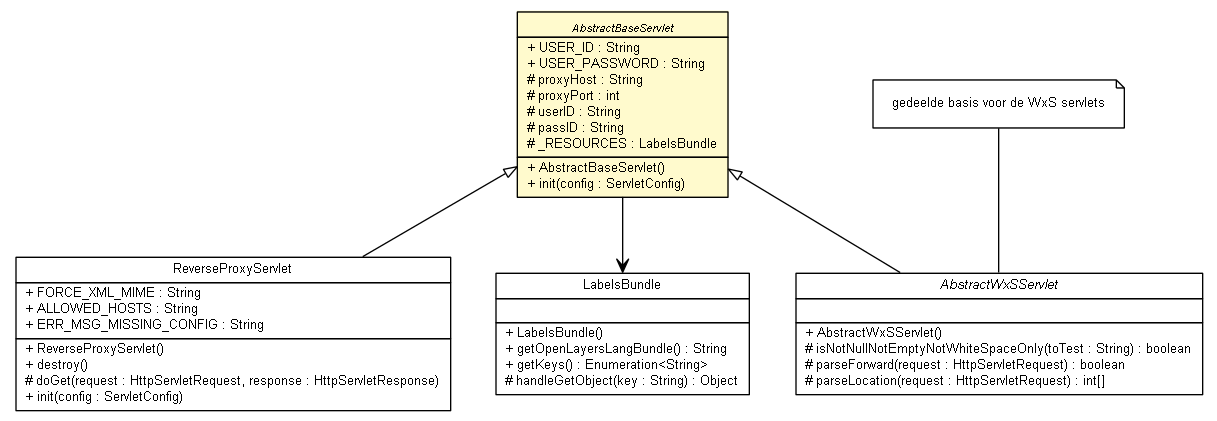 AbstractBaseServlet
+ USER_ID : String
+ USER_PASSWORD : String
# proxyHost : String
# proxyPort : int
# userID : String
# passID : String
# _RESOURCES : LabelsBundle
+ AbstractBaseServlet()
+ init(config : ServletConfig)
gedeelde basis voor de WxS servlets
ReverseProxyServlet
+ FORCE_XML_MIME : String
+ ALLOWED_HOSTS : String
+ ERR_MSG_MISSING_CONFIG : String
+ ReverseProxyServlet()
+ destroy()
# doGet(request : HttpServletRequest, response : HttpServletResponse)
+ init(config : ServletConfig)
LabelsBundle
+ LabelsBundle()
+ getOpenLayersLangBundle() : String
+ getKeys() : Enumeration<String>
# handleGetObject(key : String) : Object
AbstractWxSServlet
+ AbstractWxSServlet()
# isNotNullNotEmptyNotWhiteSpaceOnly(toTest : String) : boolean
# parseForward(request : HttpServletRequest) : boolean
# parseLocation(request : HttpServletRequest) : int[]